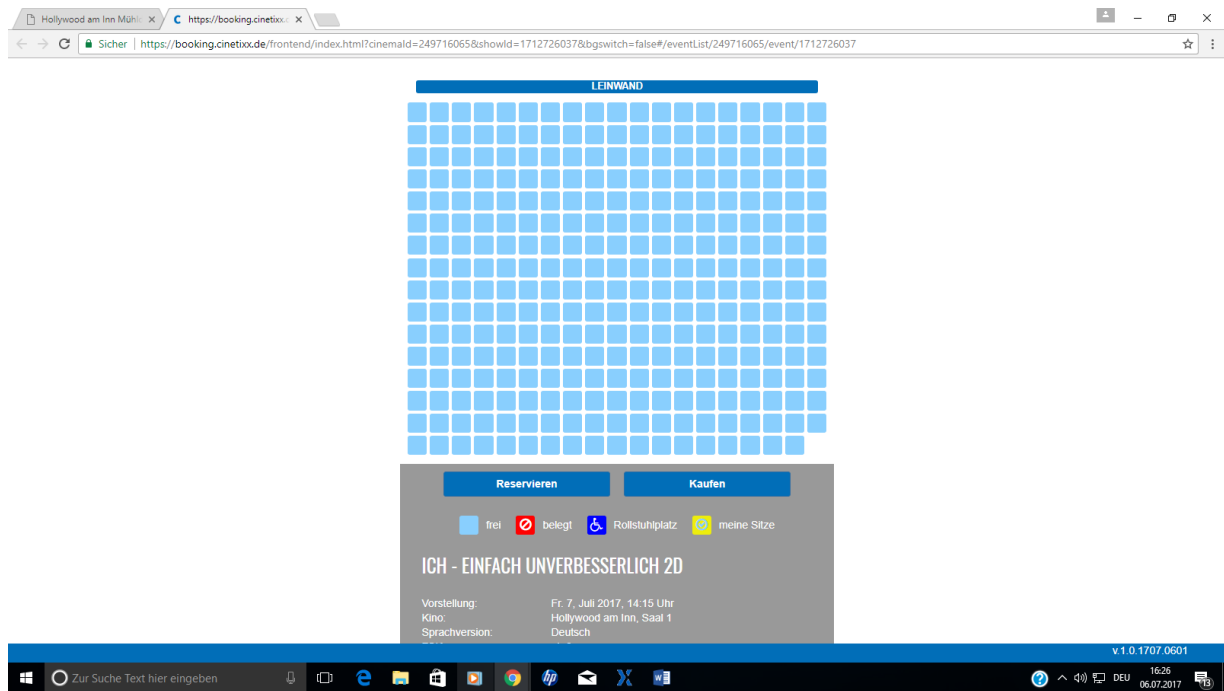 Hollywood am Inn Mühl
https://booking.cinetixx.
Sicher | https://booking.cinetixx.de/frontend/index.html?cinemaId=249716065&showId=1712726037&bgswitch=false#/eventList/249716065/event/1712726037
LEINWAND
Reservieren Kaufen
frei belegt Rollstuhlplatz meine Sitze
ICH - EINFACH UNVERBESSERLICH 2D
Vorstellung: Fr. 7, Juli 2017, 14:15 Uhr
Kino: Hollywood am Inn, Saal 1
Sprachversion: Deutsch
v.1.0.1707.0601
Zur Suche Text hier eingeben
DEU
16:26
06.07.2017
13